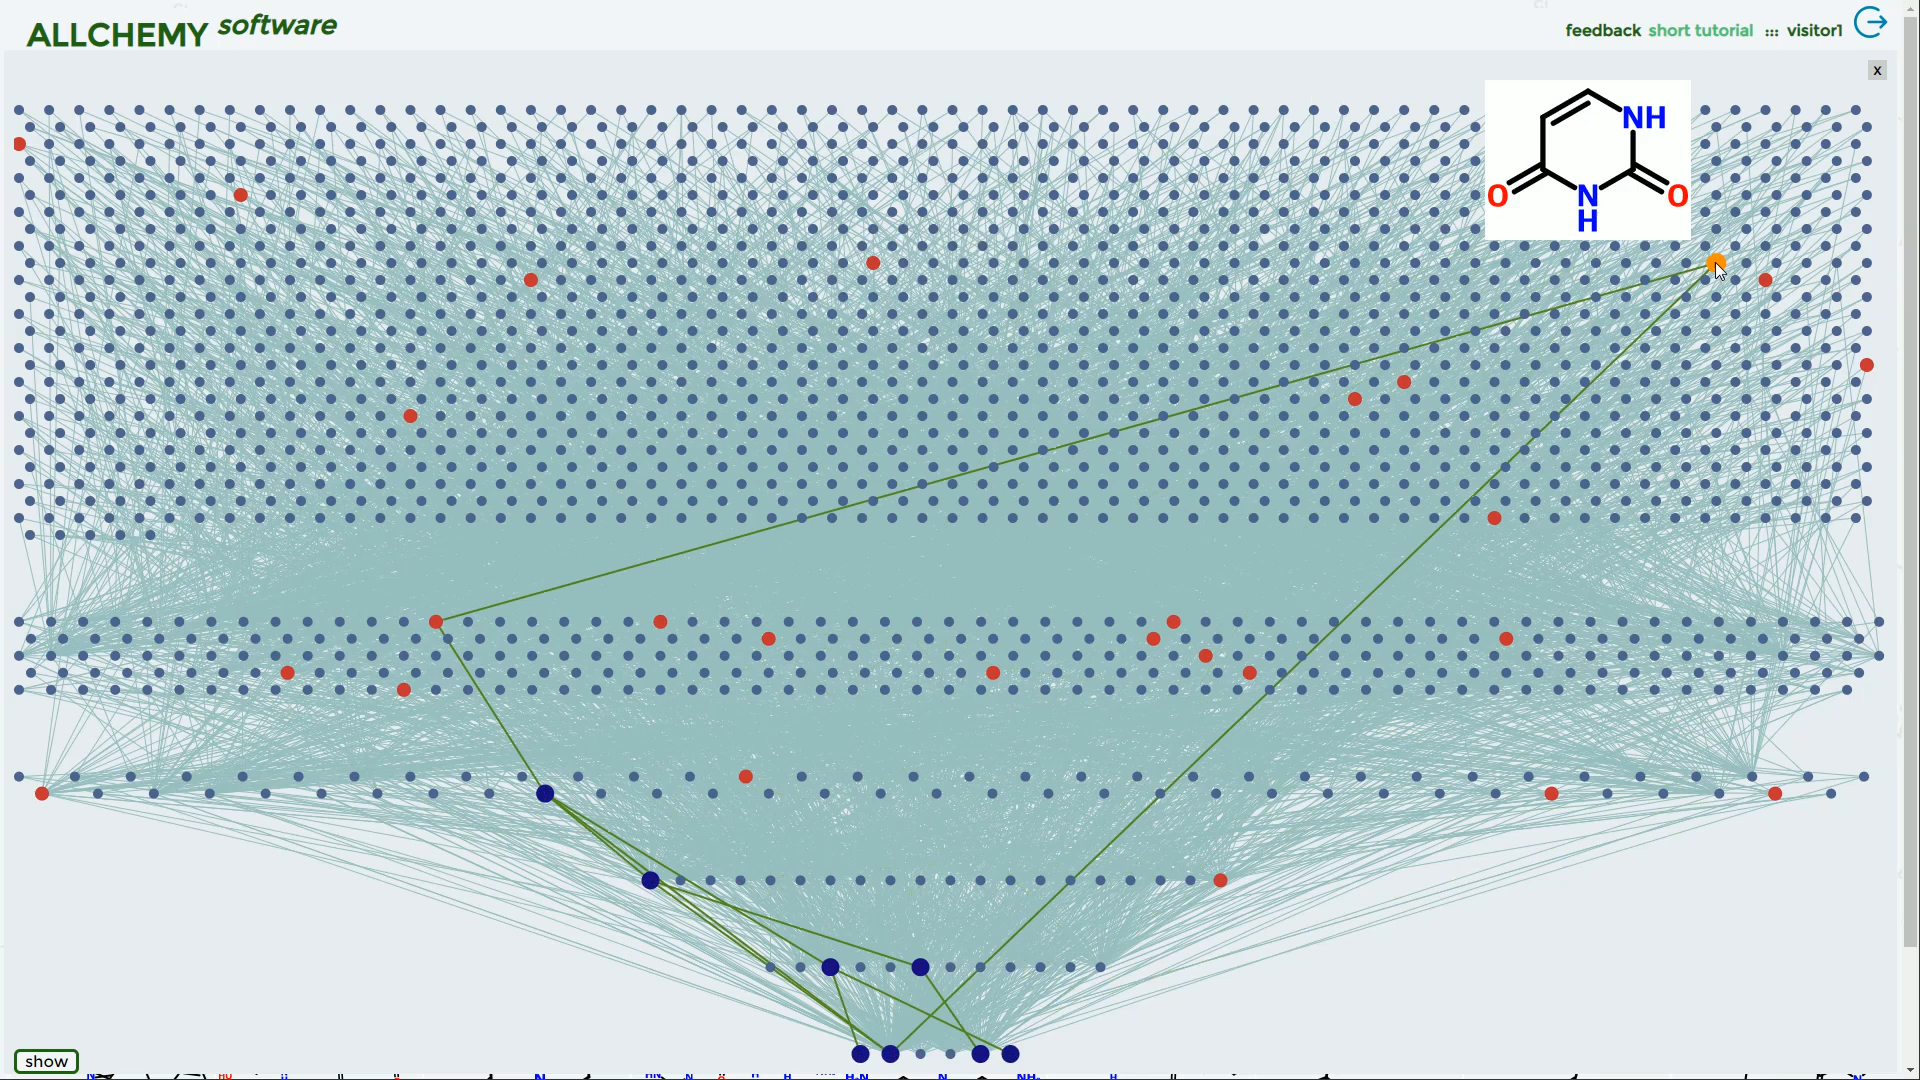 ALLCHEMY software
feedback short tutorial ::: visitor1
x
NH
O
N
H
O
show